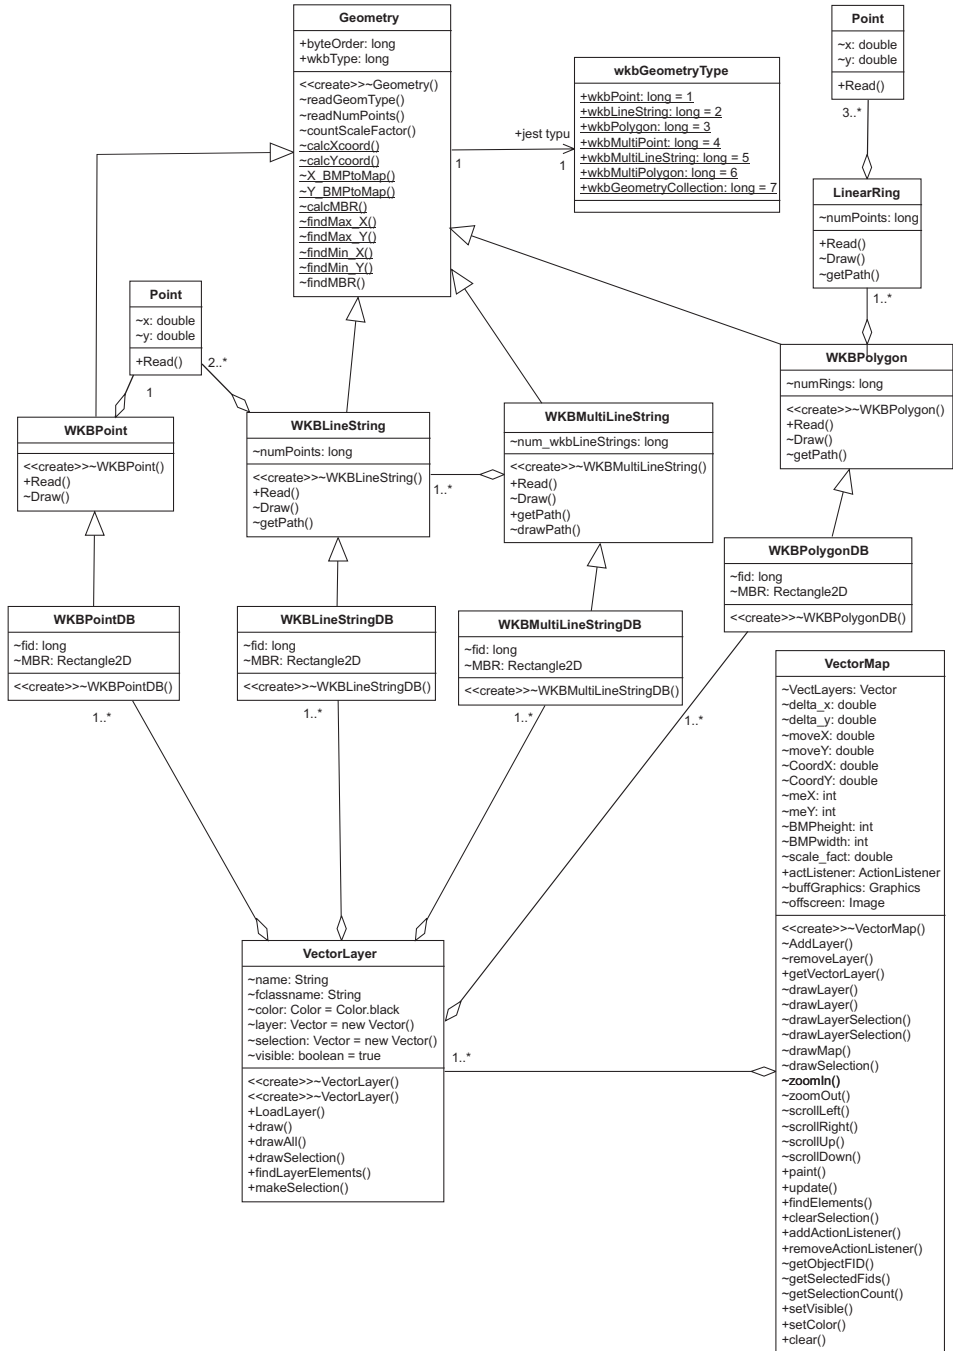 Geometry
+byteOrder: long
+wkbType: long
<<create>>~Geometry()
~readGeomType()
~readNumPoints()
~countScaleFactor()
~calcXcoord()
~calcYcoord()
~X_BMPtoMap()
~Y_BMPtoMap()
~calcMBR()
~findMax_X()
~findMax_Y()
~findMin_X()
~findMin_Y()
~findMBR()
+jest typu
1
1
wkbGeometryType
+wkbPoint: long = 1
+wkbLineString: long = 2
+wkbPolygon: long = 3
+wkbMultiPoint: long = 4
+wkbMultiLineString: long = 5
+wkbMultiPolygon: long = 6
+wkbGeometryCollection: long = 7
Point
~x: double
~y: double
+Read()
3..*
LinearRing
~numPoints: long
+Read()
~Draw()
~getPath()
1..*
Point
~x: double
~y: double
+Read()
1
2..*
WKBPoint
<<create>>~WKBPoint()
+Read()
~Draw()
WKBLineString
~numPoints: long
<<create>>~WKBLineString()
+Read()
~Draw()
~getPath()
1..*
WKBMultiLineString
~num_wkbLineStrings: long
<<create>>~WKBMultiLineString()
+Read()
~Draw()
+getPath()
~drawPath()
WKBPolygon
~numRings: long
<<create>>~WKBPolygon()
+Read()
~Draw()
~getPath()
WKBPointDB
~fid: long
~MBR: Rectangle2D
<<create>>~WKBPointDB()
1..*
WKBLineStringDB
~fid: long
~MBR: Rectangle2D
<<create>>~WKBLineStringDB()
1..*
WKBMultiLineStringDB
~fid: long
~MBR: Rectangle2D
<<create>>~WKBMultiLineStringDB()
1..*
WKBPolygonDB
~fid: long
~MBR: Rectangle2D
<<create>>~WKBPolygonDB()
1..*
VectorLayer
~name: String
~fclassname: String
~color: Color = Color.black
~layer: Vector = new Vector()
~selection: Vector = new Vector()
~visible: boolean = true
<<create>>~VectorLayer()
<<create>>~VectorLayer()
+LoadLayer()
+draw()
+drawAll()
+drawSelection()
+findLayerElements()
+makeSelection()
1..*
VectorMap
~VectLayers: Vector
~delta_x: double
~delta_y: double
~moveX: double
~moveY: double
~CoordX: double
~CoordY: double
~meX: int
~meY: int
~BMPheight: int
~BMPwidth: int
~scale_fact: double
+actListener: ActionListener
~buffGraphics: Graphics
~offscreen: Image
<<create>>~VectorMap()
~AddLayer()
~removeLayer()
+getVectorLayer()
~drawLayer()
~drawLayer()
~drawLayerSelection()
~drawLayerSelection()
~drawMap()
~drawSelection()
~zoomIn()
~zoomOut()
~scrollLeft()
~scrollRight()
~scrollUp()
~scrollDown()
+paint()
+update()
+findElements()
+clearSelection()
+addActionListener()
+removeActionListener()
~getObjectFID()
~getSelectedFids()
~getSelectionCount()
+setVisible()
+setColor()
+clear()